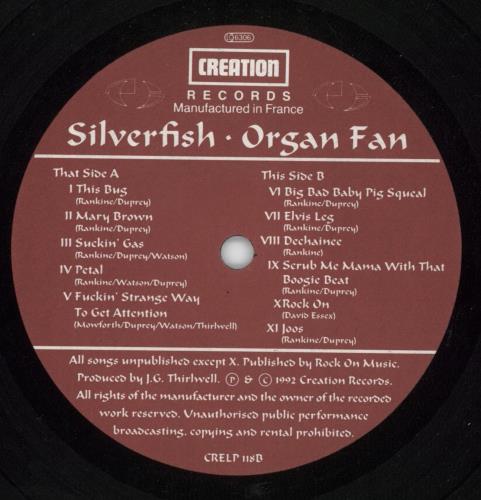 6306
CREATION
RECORDS
Manufactured in France
Silverfish · Organ Fan
That Side A
I This Bug
(Rankine/Duprey)
II Mary Brown
(Rankine/Duprey)
III Suckin' Gas
(Rankine/Duprey/Watson)
IV Petal
(Rankine/Watson/Duprey)
V Fuckin' Strange Way
To Get Attention
(Mowforth/Duprey/Watson/Thirlwell)
This Side B
VI Big Bad Baby Pig Squeal
(Rankine/Duprey)
VII Elvis Leg
(Rankine/Duprey)
VIII Dechainee
(Rankine)
IX Scrub Me Mama With That
Boogie Beat
(Rankine/Duprey)
X Rock On
(David Essex)
XI Joos
(Rankine/Duprey)
All songs unpublished except X. Published by Rock On Music.
Produced by J.G. Thirlwell. ℗ & © 1992 Creation Records.
All rights of the manufacturer and the owner of the recorded
work reserved. Unauthorised public performance
broadcasting, copying and rental prohibited.
CRELP 118B